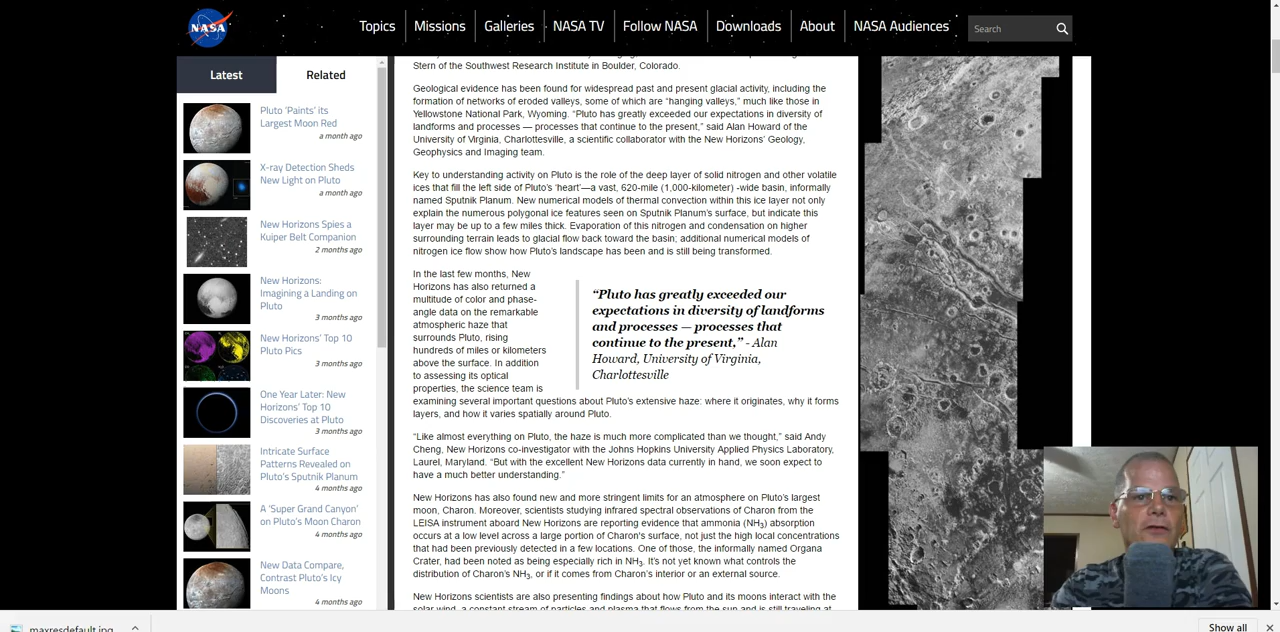 NASA
Topics
Missions
Galleries
NASA TV
Follow NASA
Downloads
About
NASA Audiences
Search
Latest
Related
Pluto ‘Paints’ its
Largest Moon Red
a month ago
X-ray Detection Sheds
New Light on Pluto
a month ago
New Horizons Spies a
Kuiper Belt Companion
2 months ago
New Horizons:
Imagining a Landing on
Pluto
3 months ago
New Horizons’ Top 10
Pluto Pics
3 months ago
One Year Later: New
Horizons’ Top 10
Discoveries at Pluto
3 months ago
Intricate Surface
Patterns Revealed on
Pluto’s Sputnik Planum
4 months ago
A ‘Super Grand Canyon’
on Pluto’s Moon Charon
4 months ago
New Data Compare,
Contrast Pluto’s Icy
Moons
4 months ago
Stern of the Southwest Research Institute in Boulder, Colorado.
Geological evidence has been found for widespread past and present glacial activity, including the
formation of networks of eroded valleys, some of which are “hanging valleys,” much like those in
Yellowstone National Park, Wyoming. “Pluto has greatly exceeded our expectations in diversity of
landforms and processes — processes that continue to the present,” said Alan Howard of the
University of Virginia, Charlottesville, a scientific collaborator with the New Horizons’ Geology,
Geophysics and Imaging team.
Key to understanding activity on Pluto is the role of the deep layer of solid nitrogen and other volatile
ices that fill the left side of Pluto’s ‘heart’—a vast, 620-mile (1,000-kilometer) -wide basin, informally
named Sputnik Planum. New numerical models of thermal convection within this ice layer not only
explain the numerous polygonal ice features seen on Sputnik Planum’s surface, but indicate this
layer may be up to a few miles thick. Evaporation of this nitrogen and condensation on higher
surrounding terrain leads to glacial flow back toward the basin; additional numerical models of
nitrogen ice flow show how Pluto’s landscape has been and is still being transformed.
In the last few months, New
Horizons has also returned a
multitude of color and phase-
angle data on the remarkable
atmospheric haze that
surrounds Pluto, rising
hundreds of miles or kilometers
above the surface. In addition
to assessing its optical
properties, the science team is
examining several important questions about Pluto’s extensive haze: where it originates, why it forms
layers, and how it varies spatially around Pluto.
“Pluto has greatly exceeded our
expectations in diversity of landforms
and processes — processes that
continue to the present,” - Alan
Howard, University of Virginia,
Charlottesville
“Like almost everything on Pluto, the haze is much more complicated than we thought,” said Andy
Cheng, New Horizons co-investigator with the Johns Hopkins University Applied Physics Laboratory,
Laurel, Maryland. “But with the excellent New Horizons data currently in hand, we soon expect to
have a much better understanding.”
New Horizons has also found new and more stringent limits for an atmosphere on Pluto’s largest
moon, Charon. Moreover, scientists studying infrared spectral observations of Charon from the
LEISA instrument aboard New Horizons are reporting evidence that ammonia (NH₃) absorption
occurs at a low level across a large portion of Charon's surface, not just the high local concentrations
that had been previously detected in a few locations. One of those, the informally named Organa
Crater, had been noted as being especially rich in NH₃. It’s not yet known what controls the
distribution of Charon’s NH₃, or if it comes from Charon’s interior or an external source.
New Horizons scientists are also presenting findings about how Pluto and its moons interact with the
solar wind, a constant stream of particles and plasma that flows from the sun and is still traveling at
maxresdefault.jpg
Show all